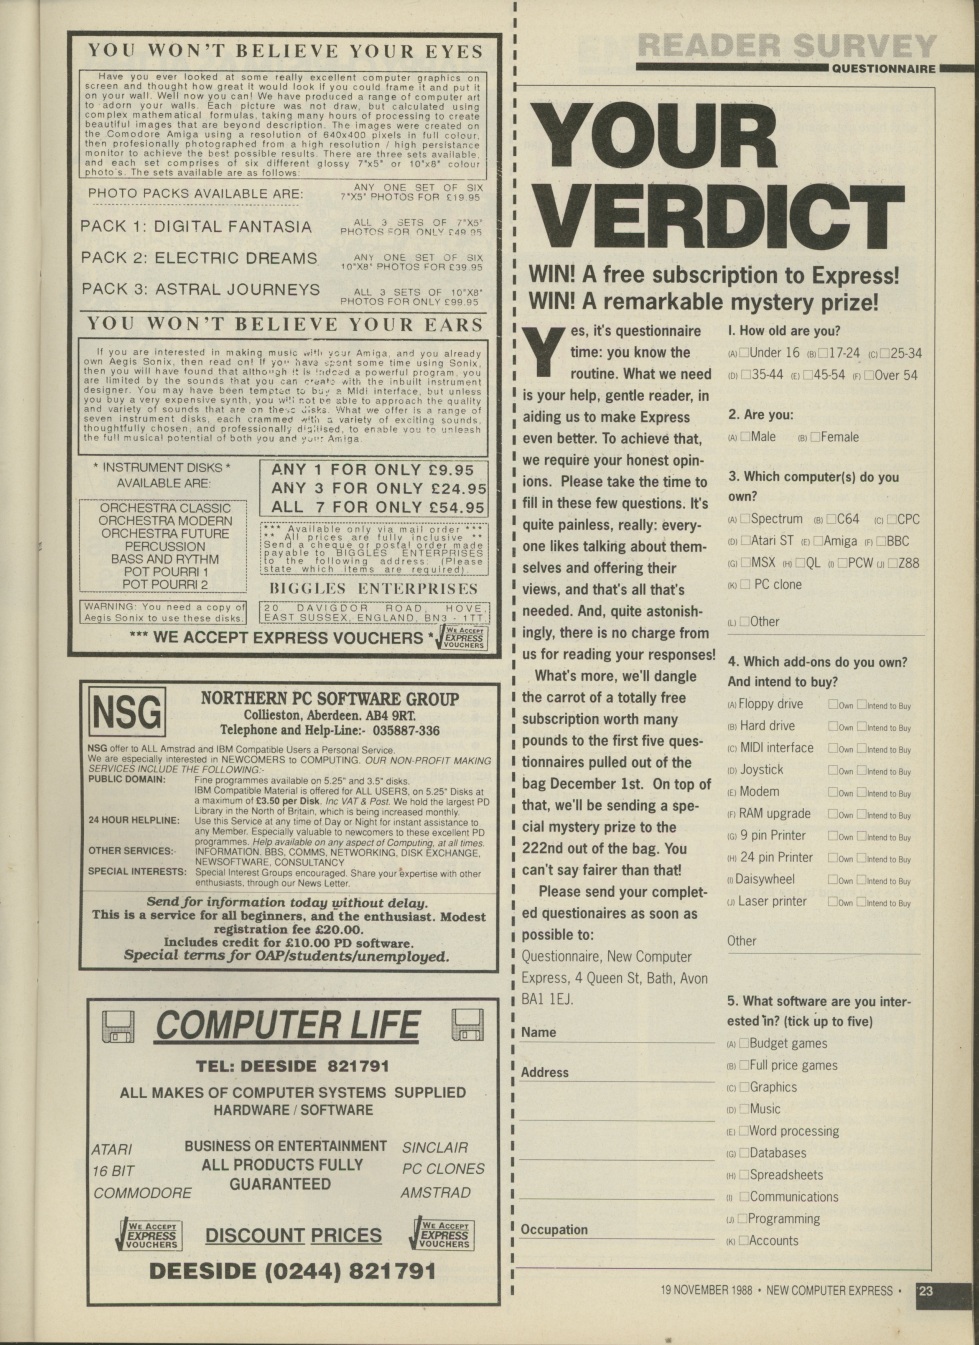 YOU WON'T BELIEVE YOUR EYES
Have you ever looked at some really excellent computer graphics on
screen and thought how great it would look if you could frame it and put it
on your wall. Well now you can! We have produced a range of computer art
to adorn your walls. Each picture was not draw, but calculated using
complex mathematical formulas, taking many hours of processing to create
beautiful images that are beyond description. The images were created on
the Comodore Amiga using a resolution of 640x400 pixels in full colour,
then profesionally photographed from a high resolution / high persistance
monitor to achieve the best possible results. There are three sets available,
and each set comprises of six different glossy 7"x5" or 10"x8" colour
photo's. The sets available are as follows:
PHOTO PACKS AVAILABLE ARE:
ANY ONE SET OF SIX
7"X5" PHOTOS FOR £19.95
PACK 1: DIGITAL FANTASIA
ALL 3 SETS OF 7"X5"
PHOTOS FOR ONLY £49.95
PACK 2: ELECTRIC DREAMS
ANY ONE SET OF SIX
10"X8" PHOTOS FOR £39.95
PACK 3: ASTRAL JOURNEYS
ALL 3 SETS OF 10"X8"
PHOTOS FOR ONLY £99.95
YOU WON'T BELIEVE YOUR EARS
If you are interested in making music with your Amiga, and you already
own Aegis Sonix, then read on! If you have spent some time using Sonix,
then you will have found that although it is indeed a powerful program, you
are limited by the sounds that you can create with the inbuilt instrument
designer. You may have been tempted to buy a Midi interface, but unless
you buy a very expensive synth, you will not be able to approach the quality
and variety of sounds that are on these disks. What we offer is a range of
seven instrument disks, each crammed with a variety of exciting sounds,
thoughtfully chosen, and professionally digitised, to enable you to unleash
the full musical potential of both you and your Amiga.
* INSTRUMENT DISKS *
AVAILABLE ARE:
ORCHESTRA CLASSIC
ORCHESTRA MODERN
ORCHESTRA FUTURE
PERCUSSION
BASS AND RYTHM
POT POURRI 1
POT POURRI 2
WARNING: You need a copy of
Aegis Sonix to use these disks.
ANY 1 FOR ONLY £9.95
ANY 3 FOR ONLY £24.95
ALL 7 FOR ONLY £54.95
*** Available only via mail order ***
** All prices are fully inclusive **
Send a cheque or postal order made
payable to BIGGLES ENTERPRISES
to the following address. (Please
state which items are required).
BIGGLES ENTERPRISES
20 DAVIGDOR ROAD, HOVE,
EAST SUSSEX, ENGLAND, BN3 - 1TT.
*** WE ACCEPT EXPRESS VOUCHERS *
WE ACCEPT
EXPRESS
VOUCHERS
NSG
NORTHERN PC SOFTWARE GROUP
Collieston, Aberdeen. AB4 9RT.
Telephone and Help-Line:- 035887-336
NSG offer to ALL Amstrad and IBM Compatible Users a Personal Service.
We are especially interested in NEWCOMERS to COMPUTING. OUR NON-PROFIT MAKING
SERVICES INCLUDE THE FOLLOWING:-
PUBLIC DOMAIN: Fine programmes available on 5.25" and 3.5" disks.
IBM Compatible Material is offered for ALL USERS, on 5.25" Disks at
a maximum of £3.50 per Disk. Inc VAT & Post. We hold the largest PD
Library in the North of Britain, which is being increased monthly.
24 HOUR HELPLINE: Use this Service at any time of Day or Night for instant assistance to
any Member. Especially valuable to newcomers to these excellent PD
programmes. Help available on any aspect of Computing, at all times.
OTHER SERVICES:- INFORMATION, BBS, COMMS, NETWORKING, DISK EXCHANGE,
NEWSOFTWARE, CONSULTANCY
SPECIAL INTERESTS: Special Interest Groups encouraged. Share your expertise with other
enthusiasts, through our News Letter.
Send for information today without delay.
This is a service for all beginners, and the enthusiast. Modest
registration fee £20.00.
Includes credit for £10.00 PD software.
Special terms for OAP/students/unemployed.
COMPUTER LIFE
TEL: DEESIDE 821791
ALL MAKES OF COMPUTER SYSTEMS SUPPLIED
HARDWARE / SOFTWARE
ATARI
16 BIT
COMMODORE
BUSINESS OR ENTERTAINMENT
ALL PRODUCTS FULLY
GUARANTEED
SINCLAIR
PC CLONES
AMSTRAD
WE ACCEPT
EXPRESS
VOUCHERS
DISCOUNT PRICES
WE ACCEPT
EXPRESS
VOUCHERS
DEESIDE (0244) 821791
READER SURVEY
QUESTIONNAIRE
YOUR
VERDICT
WIN! A free subscription to Express!
WIN! A remarkable mystery prize!
Yes, it's questionnaire
time: you know the
routine. What we need
is your help, gentle reader, in
aiding us to make Express
even better. To achieve that,
we require your honest opin-
ions. Please take the time to
fill in these few questions. It's
quite painless, really: every-
one likes talking about them-
selves and offering their
views, and that's all that's
needed. And, quite astonish-
ingly, there is no charge from
us for reading your responses!
What's more, we'll dangle
the carrot of a totally free
subscription worth many
pounds to the first five ques-
tionnaires pulled out of the
bag December 1st. On top of
that, we'll be sending a spe-
cial mystery prize to the
222nd out of the bag. You
can't say fairer than that!
Please send your complet-
ed questionaires as soon as
possible to:
Questionnaire, New Computer
Express, 4 Queen St, Bath, Avon
BA1 1EJ.
Name
Address
Occupation
I. How old are you?
(A) Under 16 (B) 17-24 (C) 25-34
(D) 35-44 (E) 45-54 (F) Over 54
2. Are you:
(A) Male (B) Female
3. Which computer(s) do you
own?
(A) Spectrum (B) C64 (C) CPC
(D) Atari ST (E) Amiga (F) BBC
(G) MSX (H) QL (I) PCW (J) Z88
(K) PC clone
(L) Other
4. Which add-ons do you own?
And intend to buy?
(A) Floppy drive Own Intend to Buy
(B) Hard drive Own Intend to Buy
(C) MIDI interface Own Intend to Buy
(D) Joystick Own Intend to Buy
(E) Modem Own Intend to Buy
(F) RAM upgrade Own Intend to Buy
(G) 9 pin Printer Own Intend to Buy
(H) 24 pin Printer Own Intend to Buy
(I) Daisywheel Own Intend to Buy
(J) Laser printer Own Intend to Buy
Other
5. What software are you inter-
ested in? (tick up to five)
(A) Budget games
(B) Full price games
(C) Graphics
(D) Music
(E) Word processing
(G) Databases
(H) Spreadsheets
(I) Communications
(J) Programming
(K) Accounts
19 NOVEMBER 1988 • NEW COMPUTER EXPRESS • 23